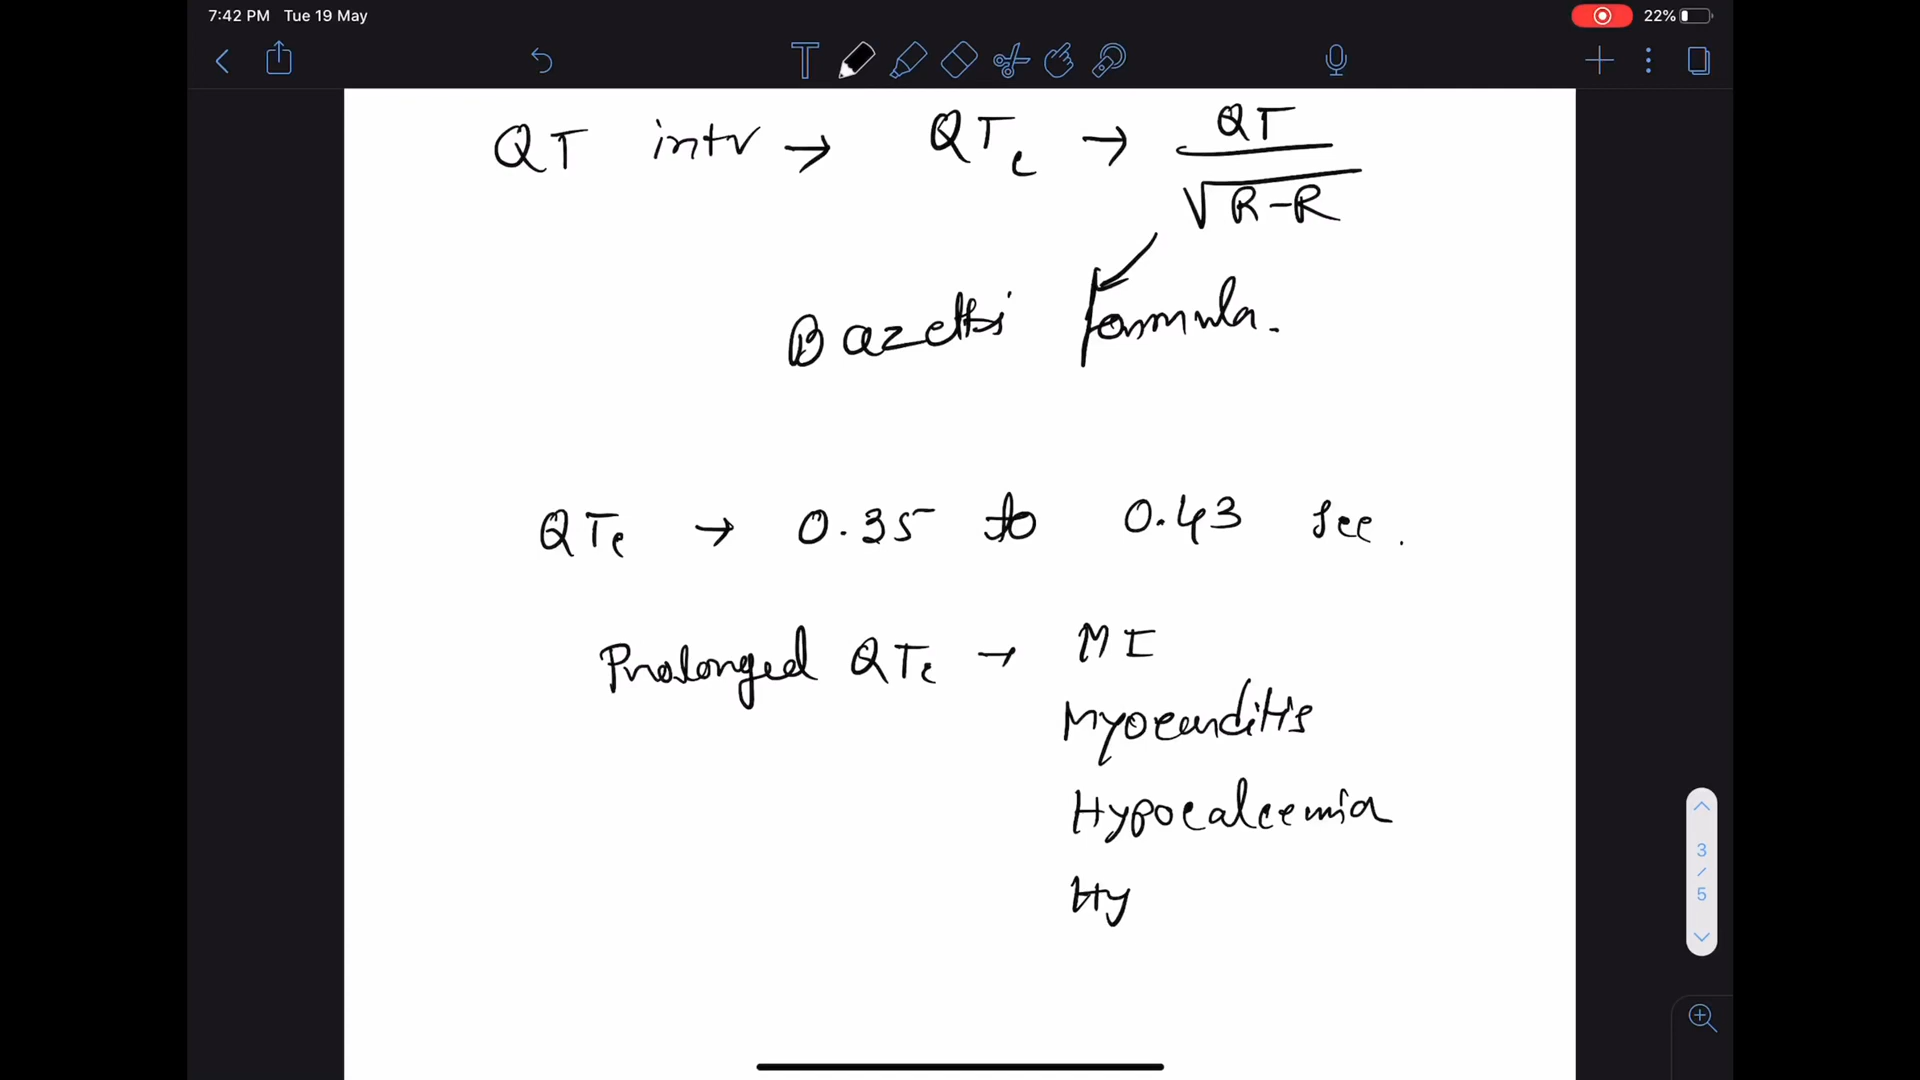 7:42 PM Tue 19 May 22%
QT intv → QTc → QT
√R-R
Bazett's formula.
QTc → 0.35 to 0.43 sec.
Prolonged QTc → MI
Myocarditis
Hypocalcemia
Hy
3
/
5